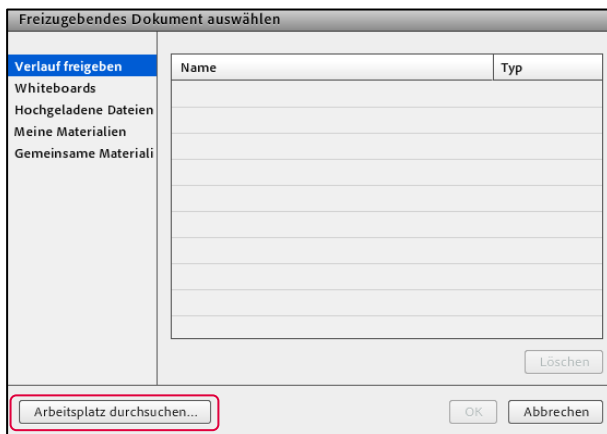 Freizugebendes Dokument auswählen
Verlauf freigeben
Whiteboards
Hochgeladene Dateien
Meine Materialien
Gemeinsame Materiali
Name Typ
Löschen
Arbeitsplatz durchsuchen... OK Abbrechen